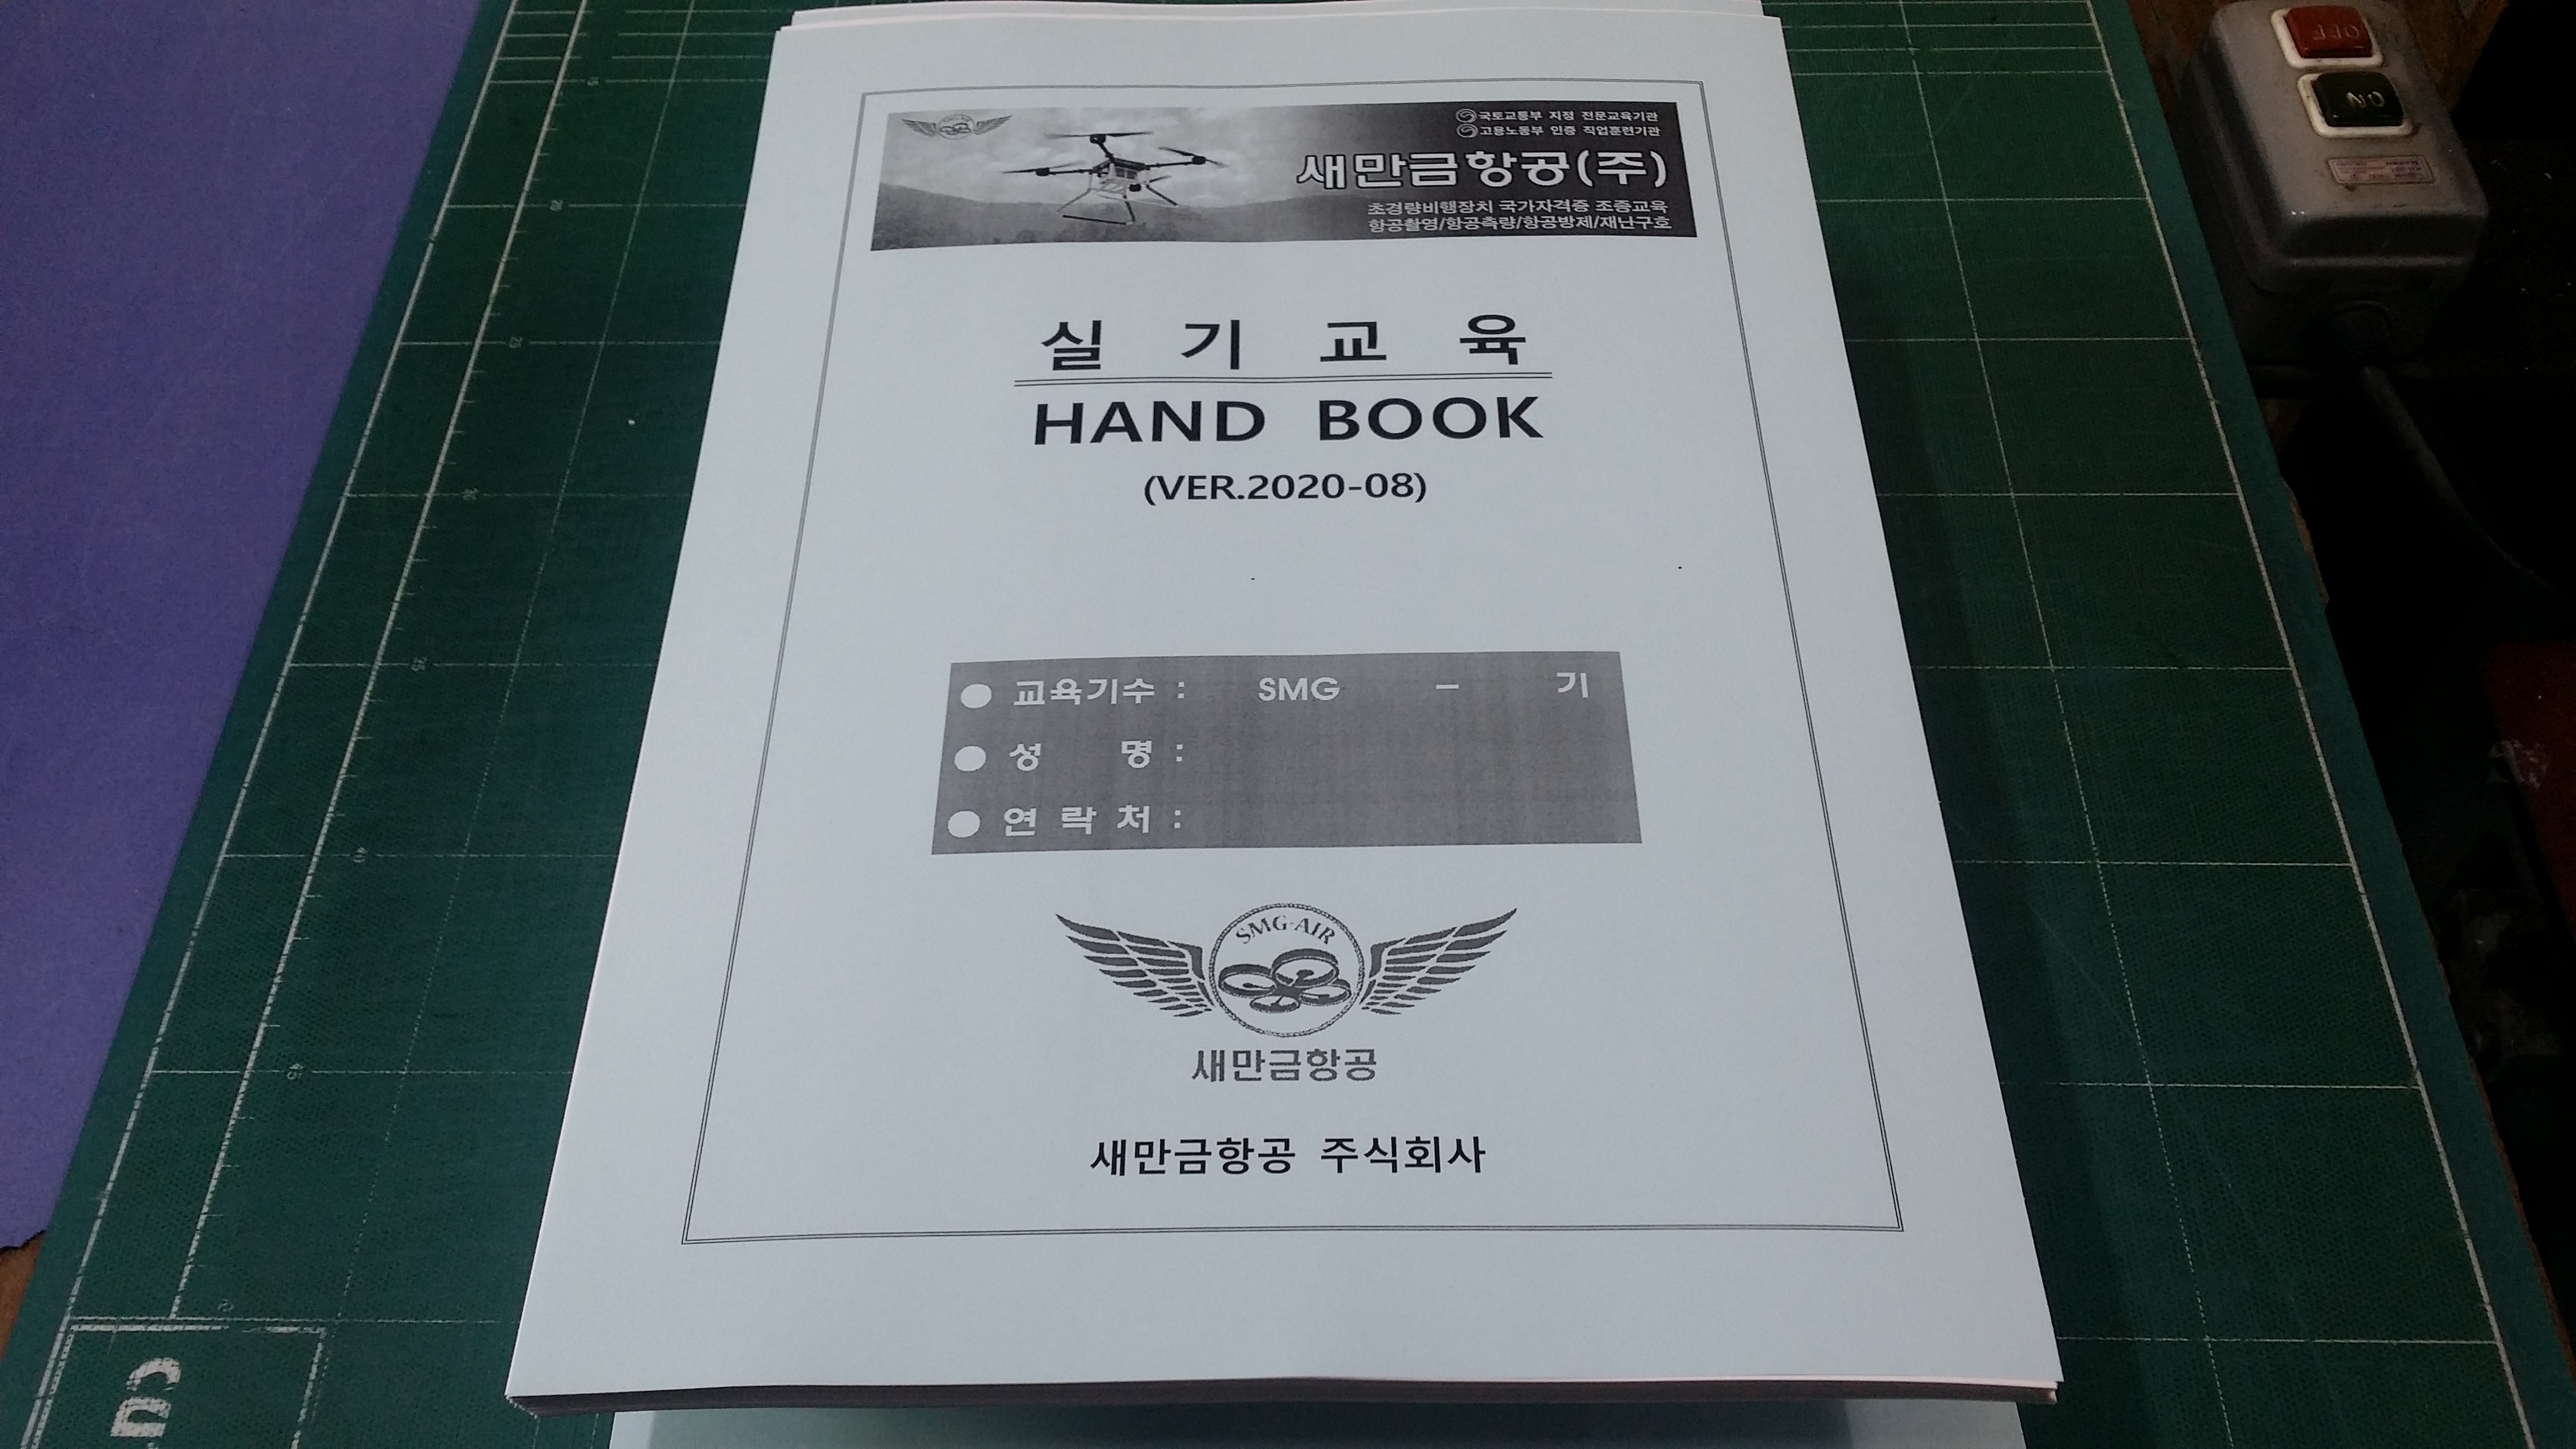 국토교통부 지정 전문교육기관
고용노동부 인증 직업훈련기관
새만금항공(주)
초경량비행장치 국가자격증 조종교육
항공촬영/항공측량/항공방제/재난구호
실 기 교 육
HAND BOOK
(VER.2020-08)
● 교육기수 : SMG - 기
● 성 명 :
● 연 락 처 :
SMG-AIR
새만금항공
새만금항공 주식회사
OFF
ON
cu